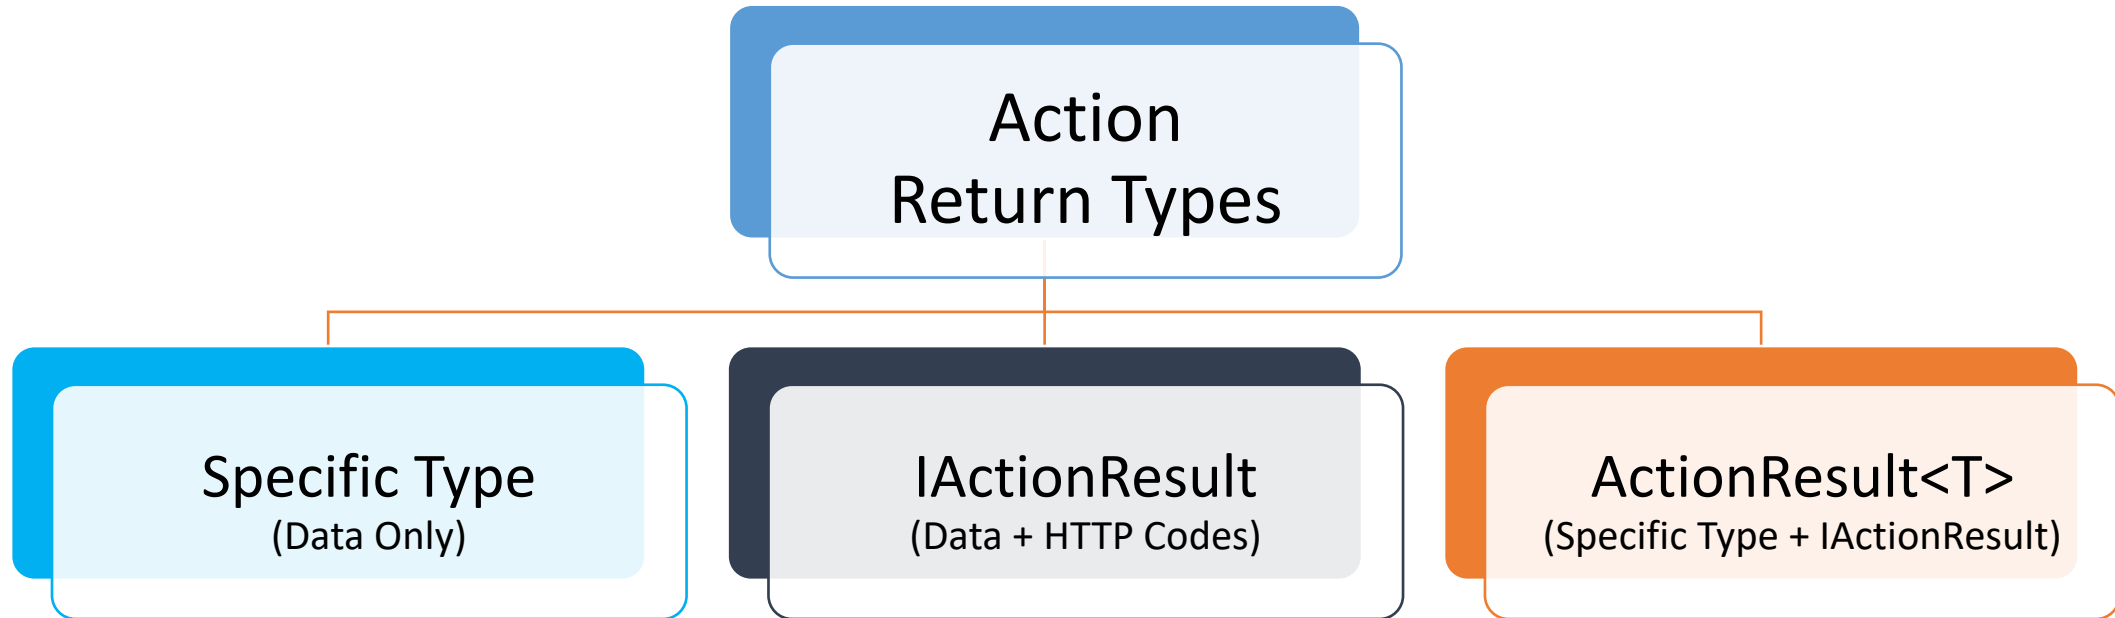 Action
Return Types
Specific Type
(Data Only)
IActionResult
(Data + HTTP Codes)
ActionResult<T>
(Specific Type + IActionResult)